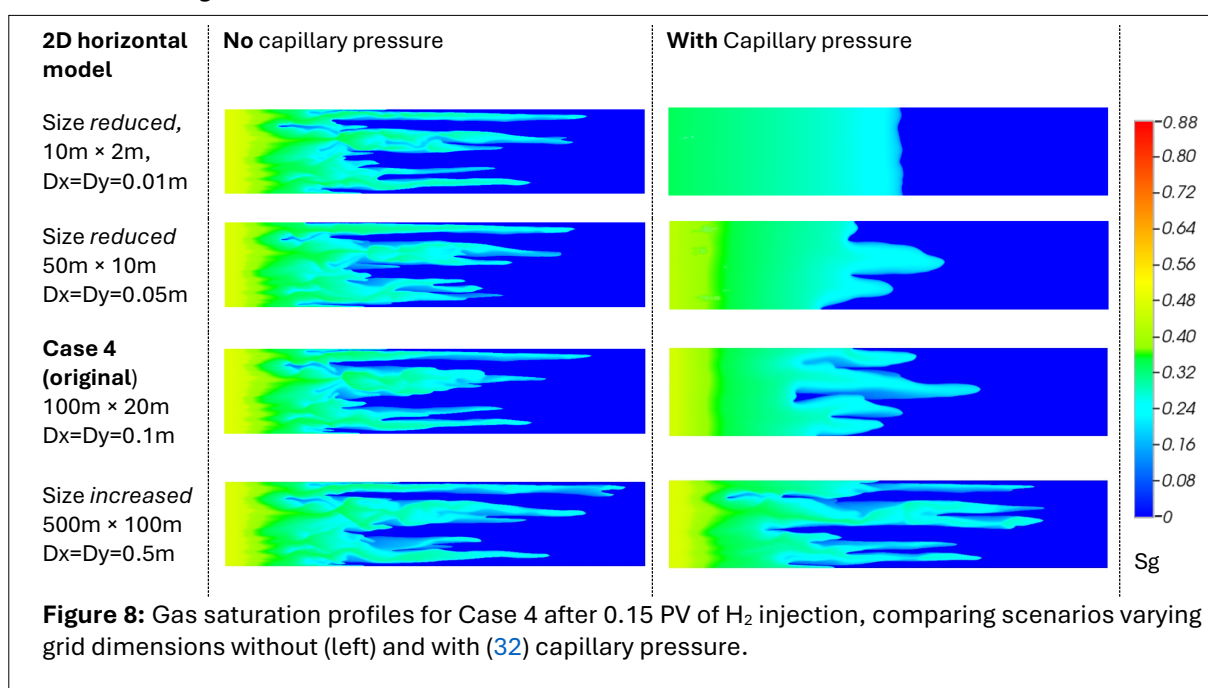 2D horizontal
model
No capillary pressure
With Capillary pressure
Size reduced,
10m × 2m,
Dx=Dy=0.01m
Size reduced
50m × 10m
Dx=Dy=0.05m
Case 4
(original)
100m × 20m
Dx=Dy=0.1m
Size increased
500m × 100m
Dx=Dy=0.5m
0.88
0.80
0.72
0.64
0.56
0.48
0.40
0.32
0.24
0.16
0.08
0
Sg
Figure 8: Gas saturation profiles for Case 4 after 0.15 PV of H₂ injection, comparing scenarios varying
grid dimensions without (left) and with (32) capillary pressure.